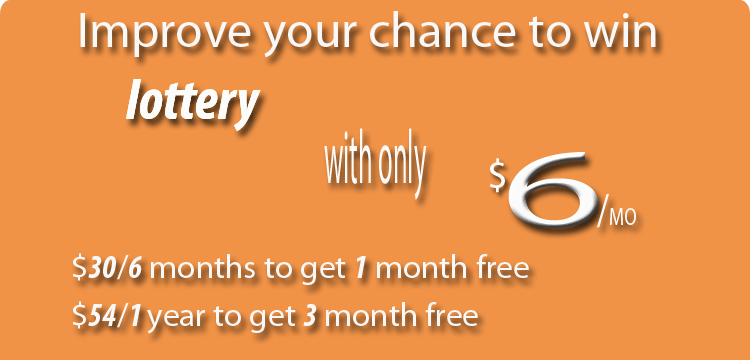 Improve your chance to win
lottery
with only
$6/MO
$30/6 months to get 1 month free
$54/1 year to get 3 month free